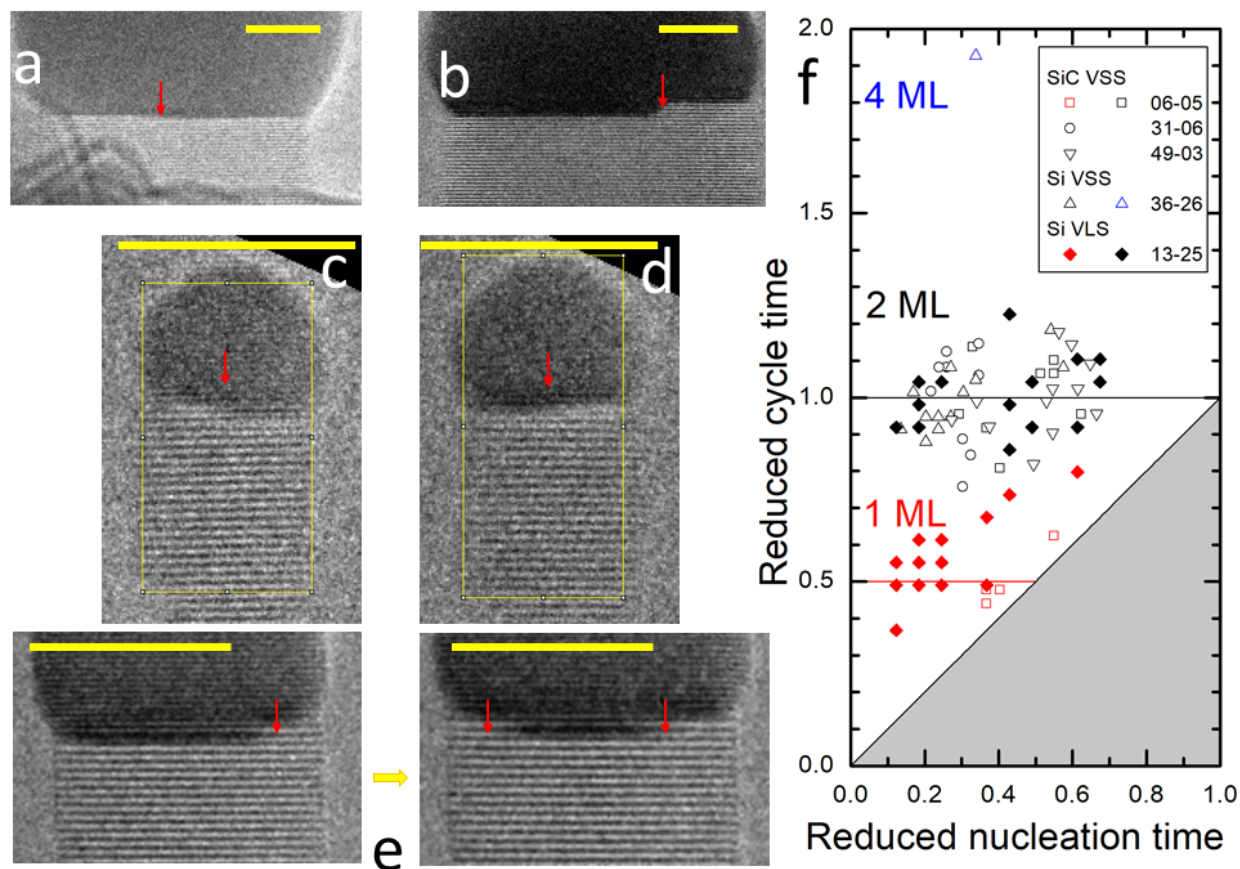 a
b
c
d
e
f
2.0
1.5
1.0
0.5
0.0
0.0 0.2 0.4 0.6 0.8 1.0
Reduced cycle time
Reduced nucleation time
4 ML
2 ML
1 ML
SiC VSS
06-05
31-06
49-03
Si VSS
36-26
Si VLS
13-25